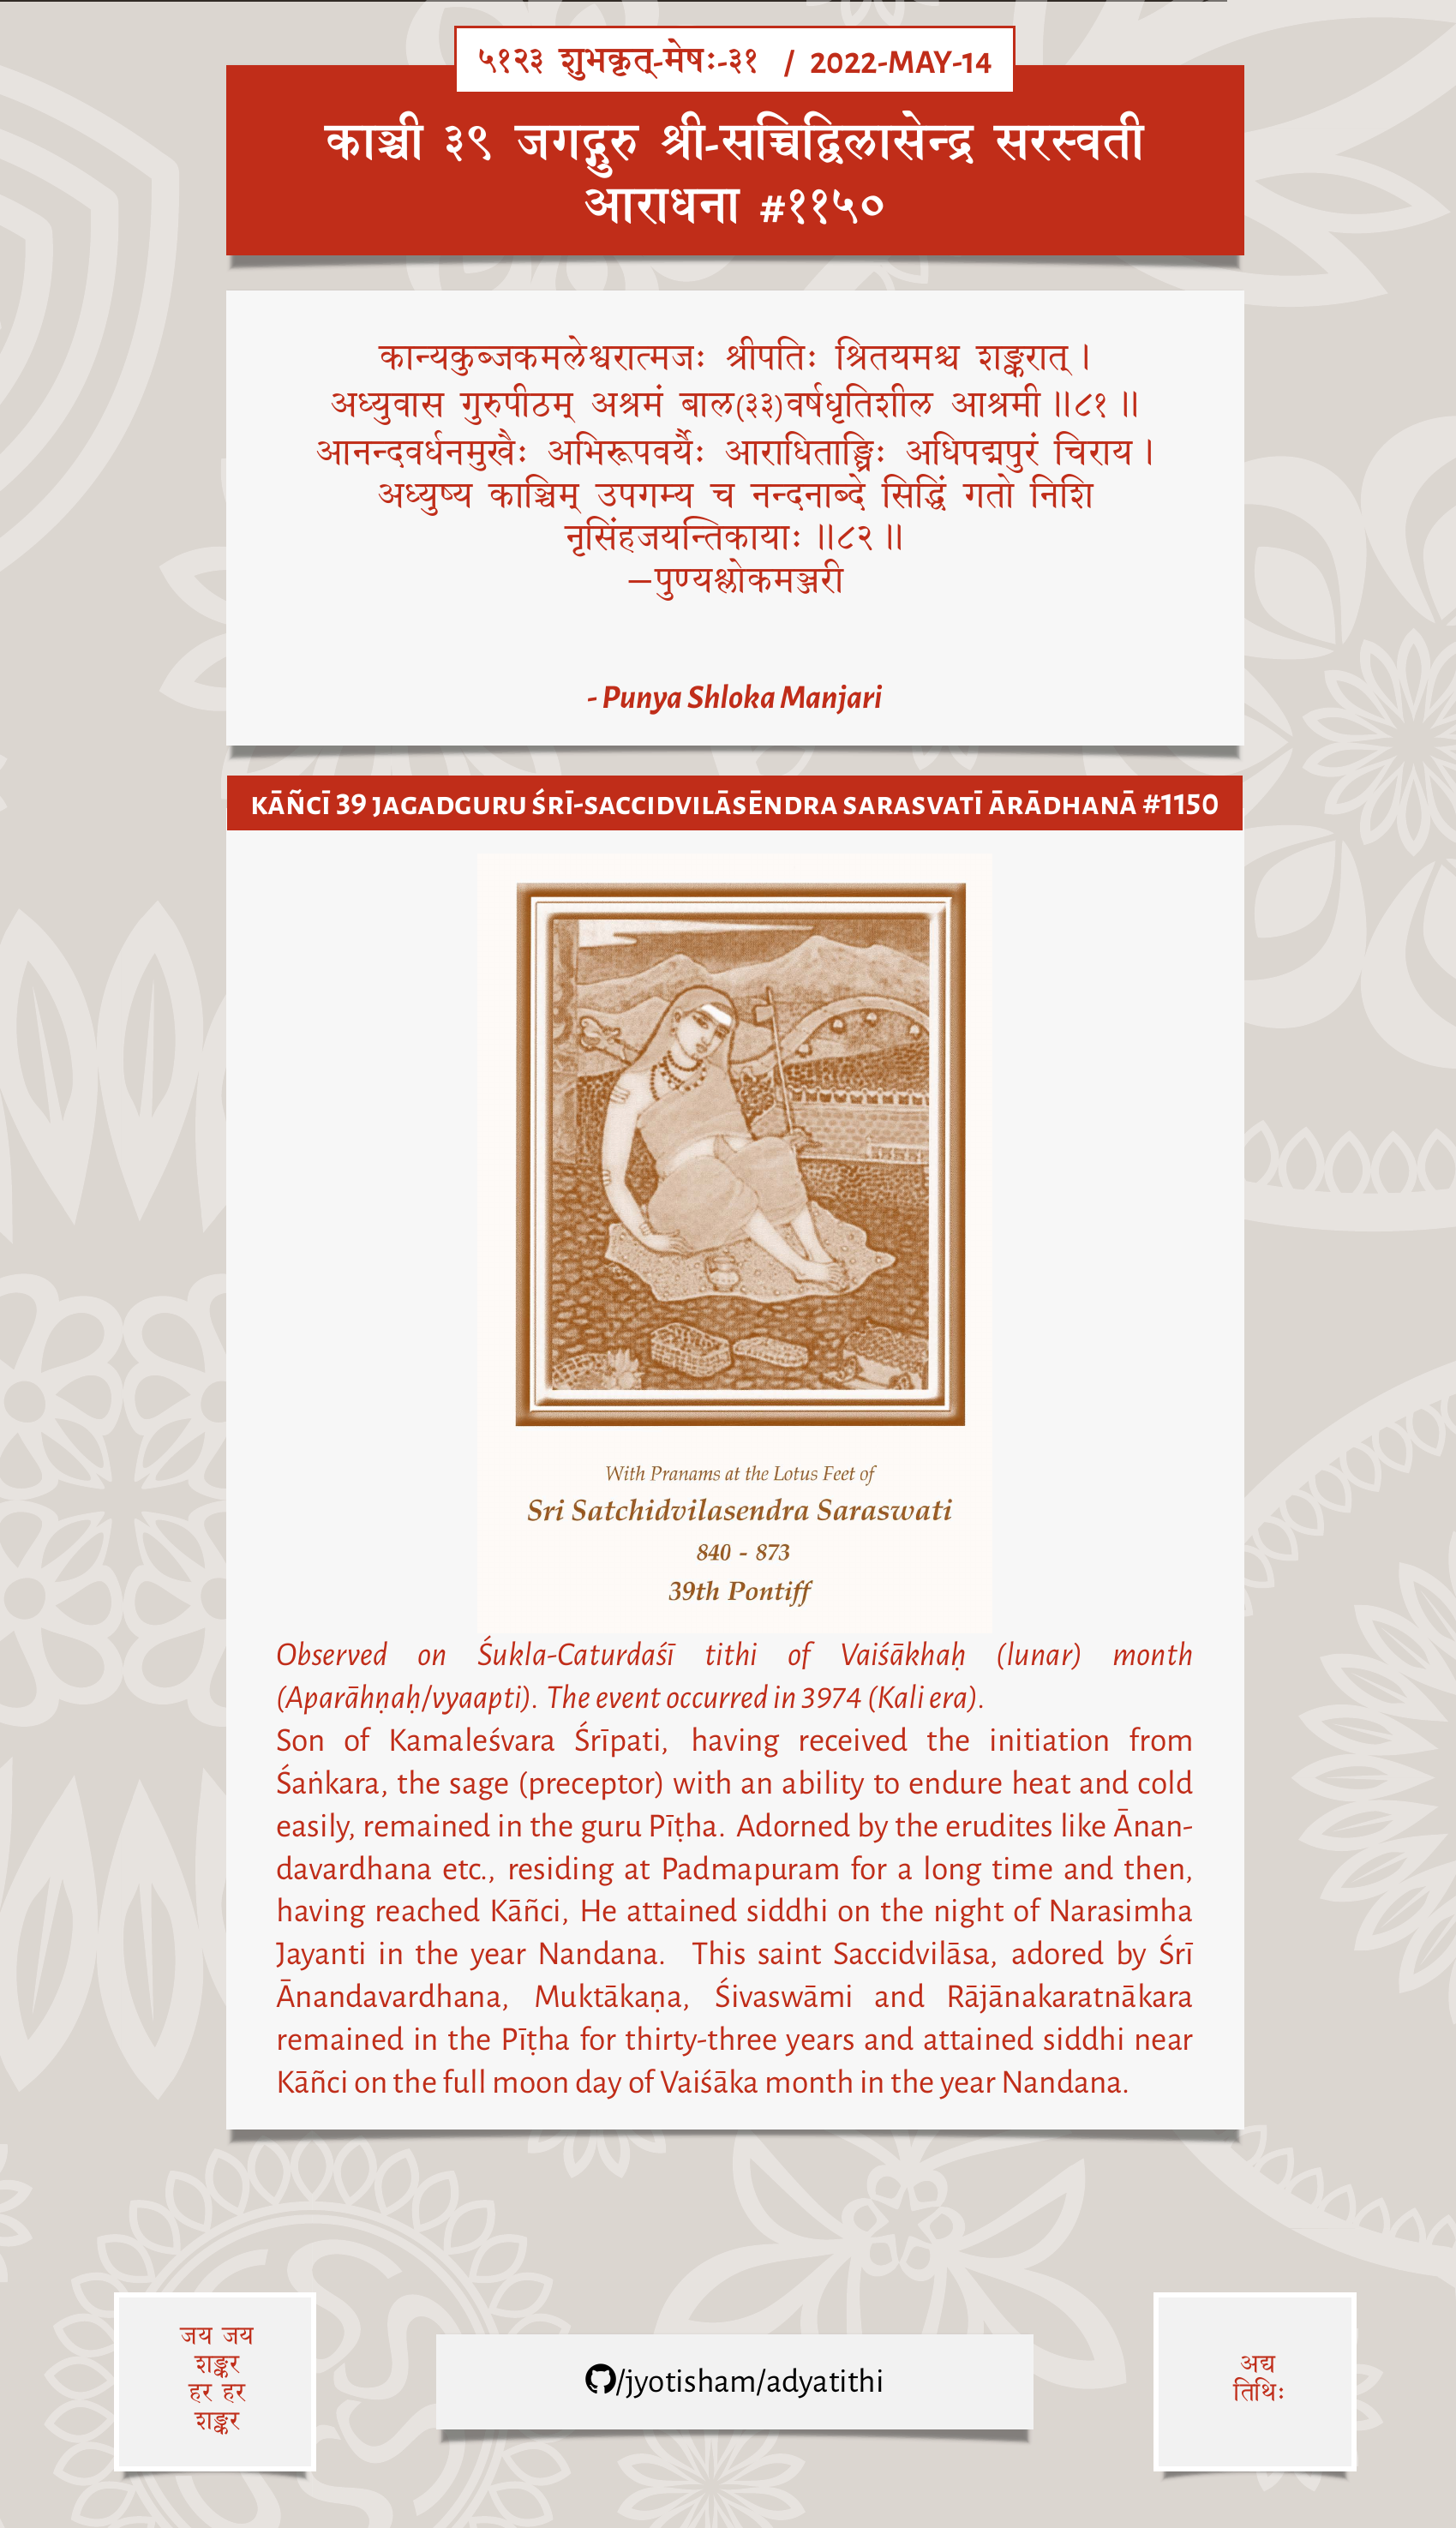 ५१२३ शुभकृत्-मेषः-३१ / 2022-MAY-14
काञ्ची ३९ जगद्गुरु श्री-सच्चिद्विलासेन्द्र सरस्वती
आराधना #११५०
कान्यकुब्जकमलेश्वरात्मजः श्रीपतिः श्रितयमश्च शङ्करात् ।
अध्युवास गुरुपीठम् अश्रमं बाल(३३)वर्षधृतिशील आश्रमी ॥८१ ॥
आनन्दवर्धनमुखैः अभिरूपवर्यैः आराधिताङ्घ्रिः अधिपद्मपुरं चिराय ।
अध्युष्य काञ्चिम् उपगम्य च नन्दनाब्दे सिद्धिं गतो निशि
नृसिंहजयन्तिकायाः ॥८२ ॥
—पुण्यश्लोकमञ्जरी
- Punya Shloka Manjari
KĀÑCĪ 39 JAGADGURU ŚRĪ-SACCIDVILĀSĒNDRA SARASVATĪ ĀRĀDHANĀ #1150
With Pranams at the Lotus Feet of
Sri Satchidvilasendra Saraswati
840 - 873
39th Pontiff
Observed on Śukla-Caturdaśī tithi of Vaiśākhaḥ (lunar) month
(Aparāhṇaḥ/vyaapti). The event occurred in 3974 (Kali era).
Son of Kamaleśvara Śrīpati, having received the initiation from
Śaṅkara, the sage (preceptor) with an ability to endure heat and cold
easily, remained in the guru Pīṭha. Adorned by the erudites like Ānan-
davardhana etc., residing at Padmapuram for a long time and then,
having reached Kāñci, He attained siddhi on the night of Narasimha
Jayanti in the year Nandana. This saint Saccidvilāsa, adored by Śrī
Ānandavardhana, Muktākaṇa, Śivaswāmi and Rājānakaratnākara
remained in the Pīṭha for thirty-three years and attained siddhi near
Kāñci on the full moon day of Vaiśāka month in the year Nandana.
जय जय
शङ्कर
हर हर
शङ्कर
/jyotisham/adyatithi
अद्य
तिथिः